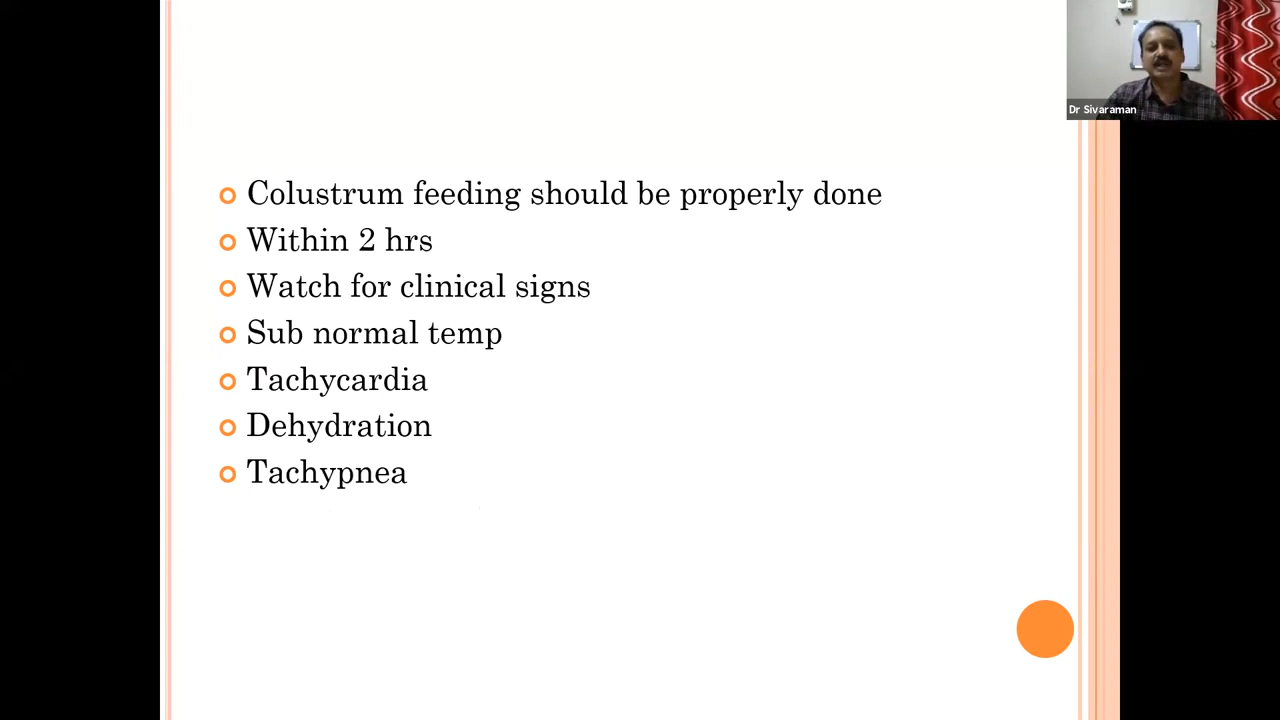 Dr Sivaraman
Colustrum feeding should be properly done
Within 2 hrs
Watch for clinical signs
Sub normal temp
Tachycardia
Dehydration
Tachypnea